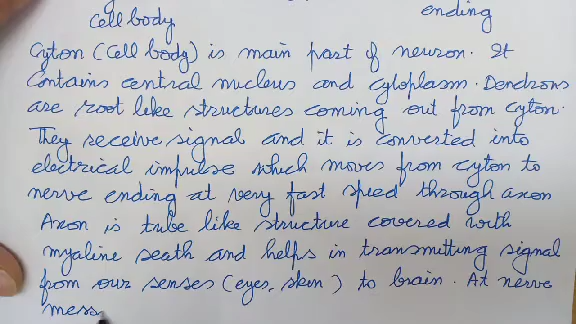 cell body
ending
Cyton (Cell body) is main part of neuron. It
Contains central nucleus and cytoplasm. Dendrons
are root like structures coming out from cyton.
They receive signal and it is converted into
electrical impulse which moves from cyton to
nerve ending at very fast speed through axon
Axon is tube like structure covered with
myaline seath and helps in transmitting signal
from our senses (eyes, skin) to brain. At nerve
mess